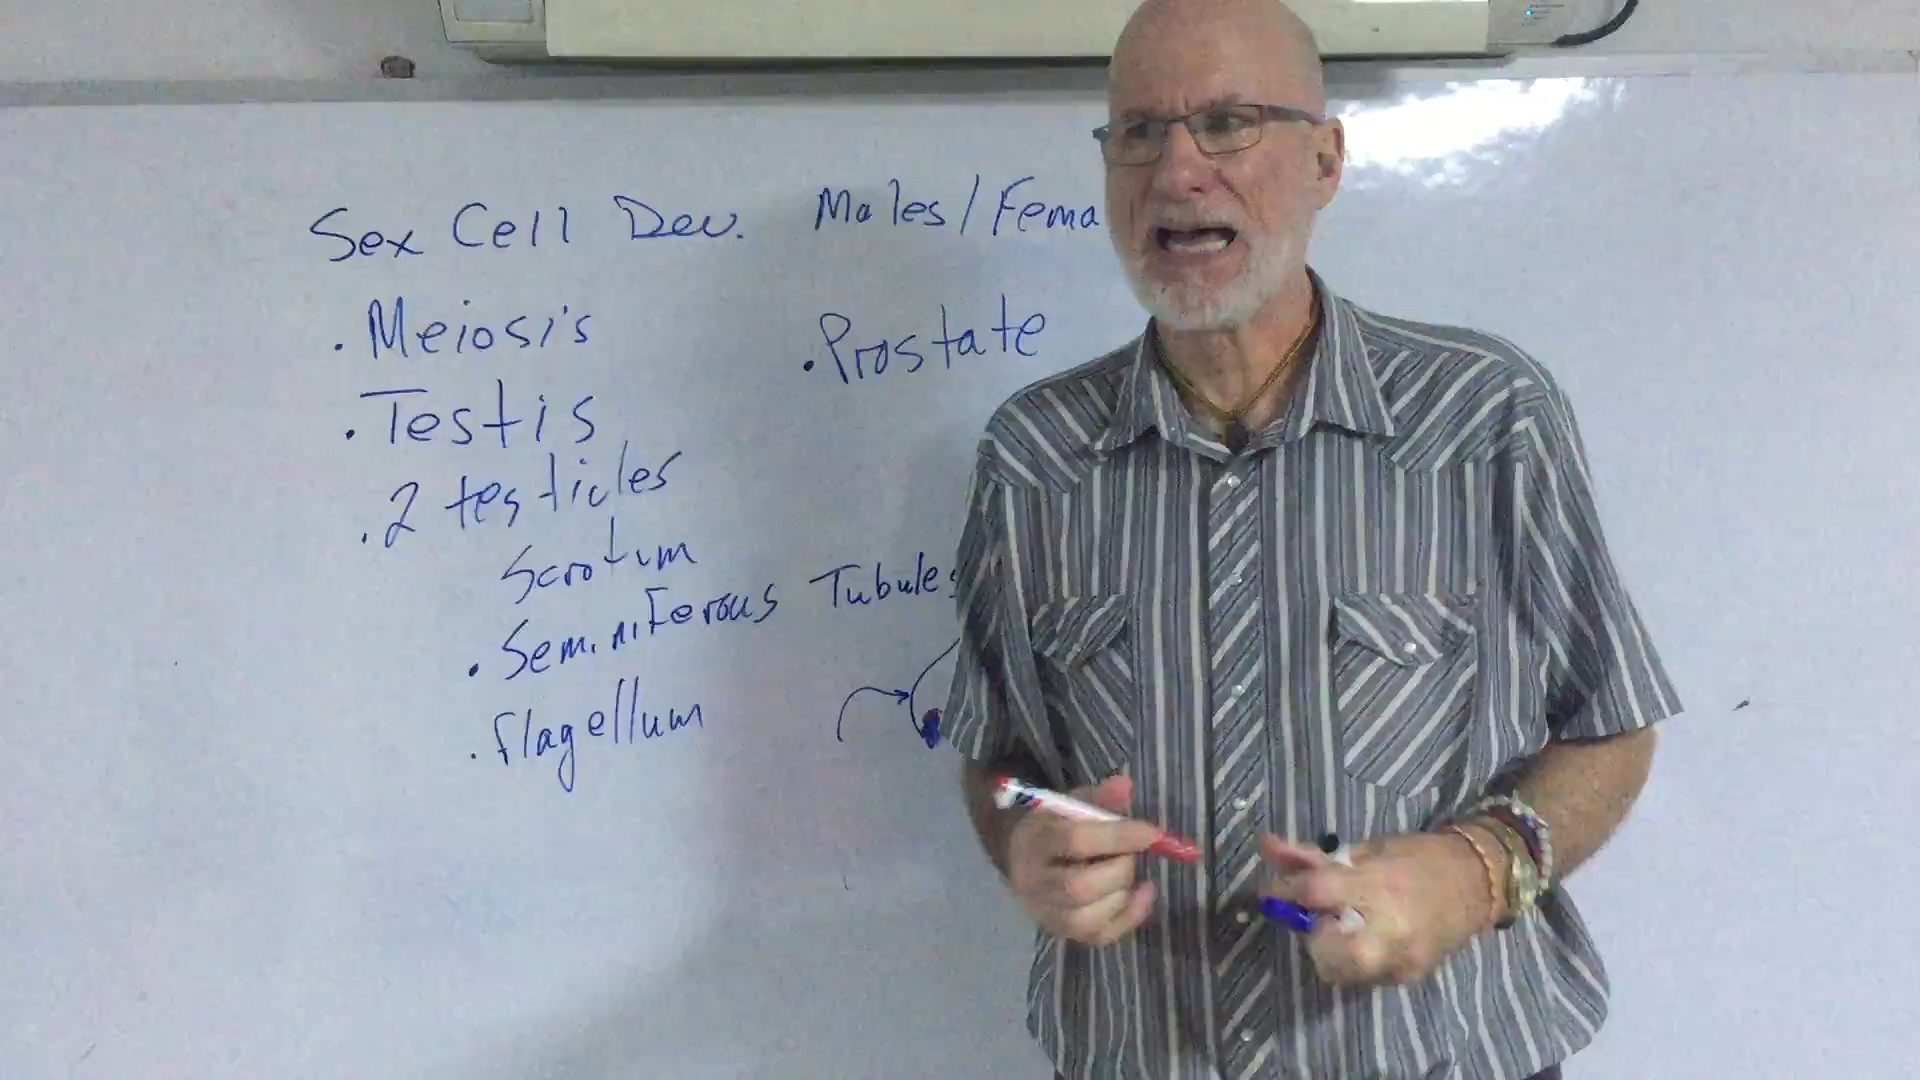 Sex Cell Dev. Males/Fema
. Meiosis
. Testis
. 2 testicles
Scrotum
. Seminiferous Tubules
. flagellum
. Prostate